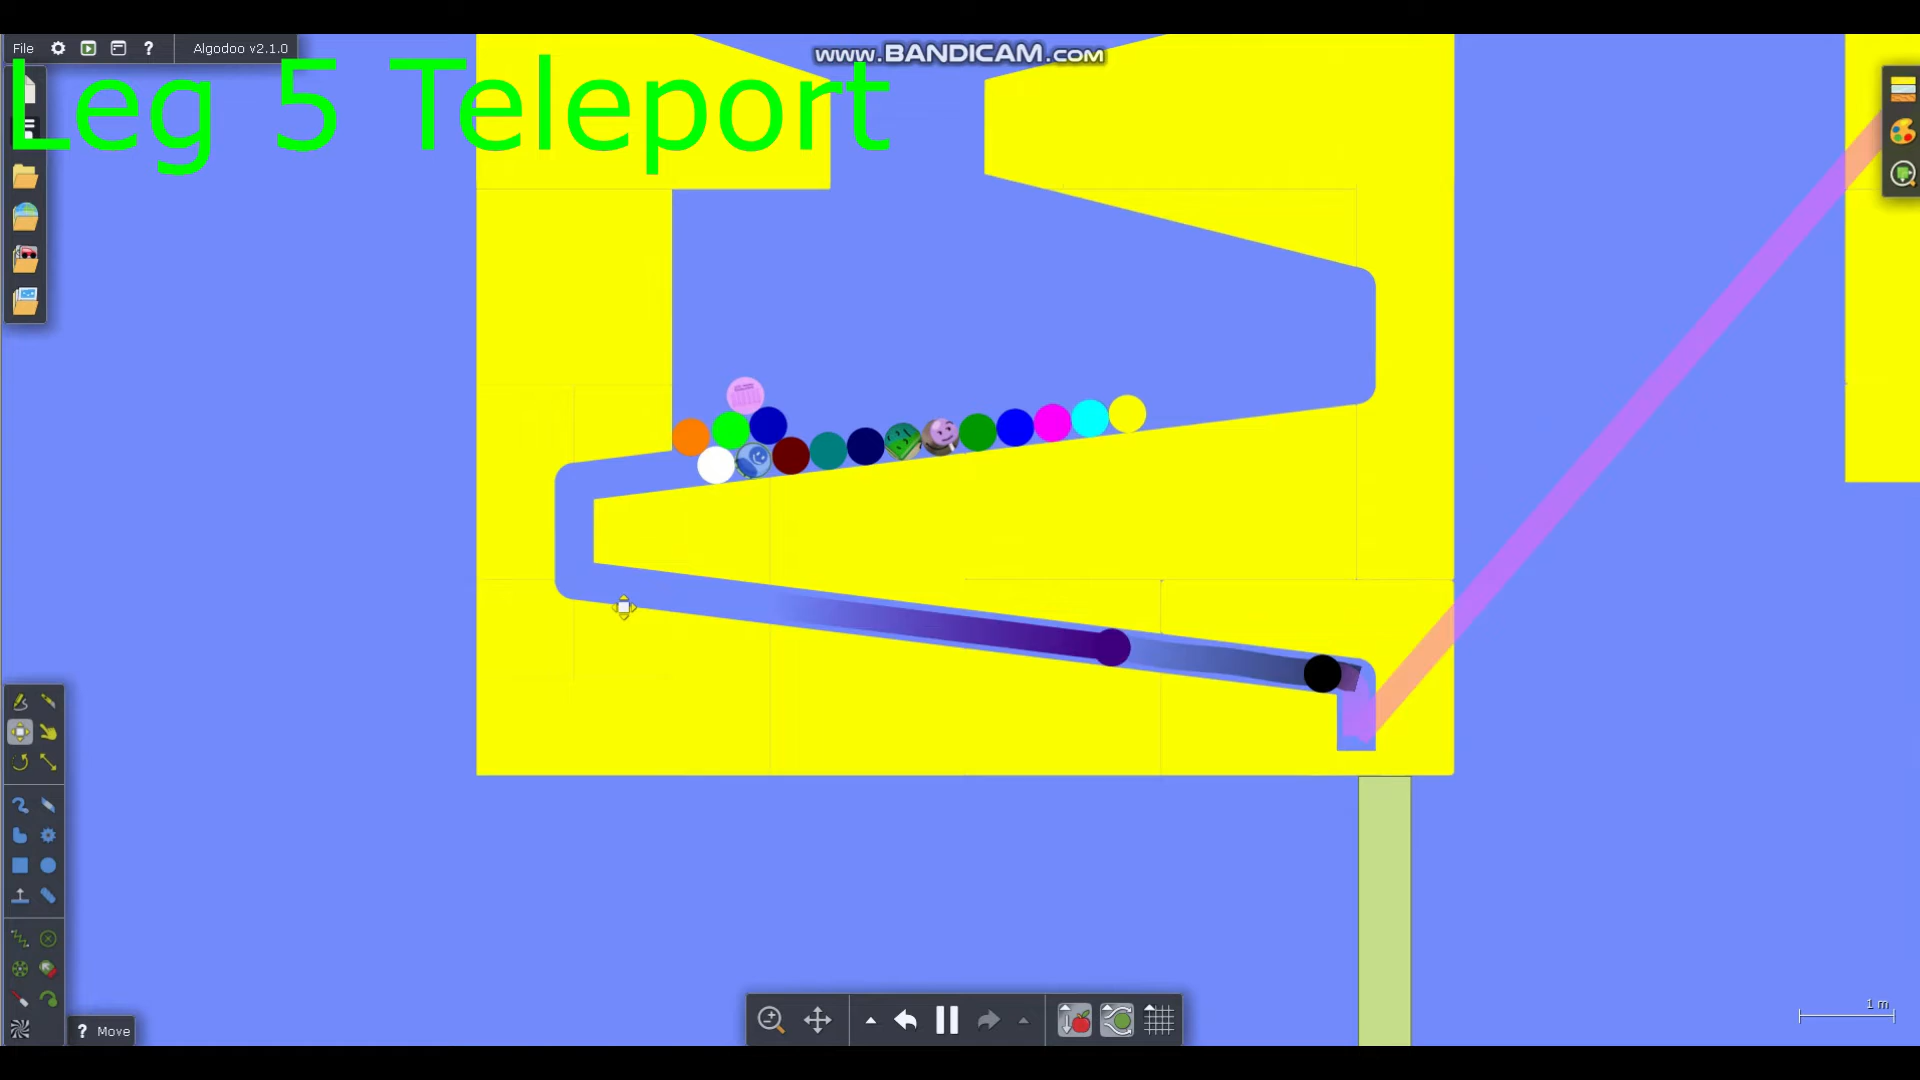 File
?
Algodoo v2.1.0
www.BANDICAM.com
Leg 5 Teleport
1 m
? Move